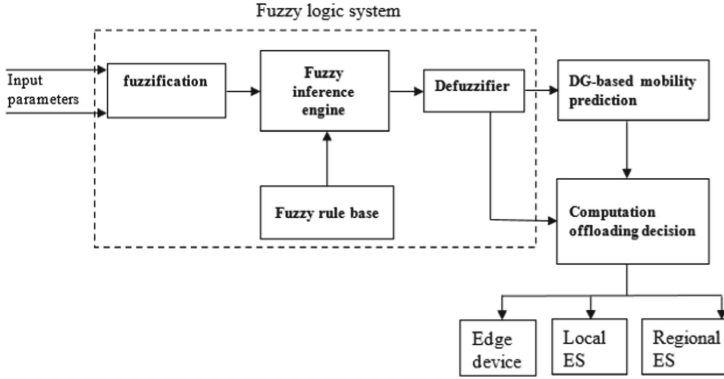 Fuzzy logic system
Input
parameters
fuzzification
Fuzzy
inference
engine
Defuzzifier
DG-based mobility
prediction
Fuzzy rule base
Computation
offloading decision
Edge
device
Local
ES
Regional
ES